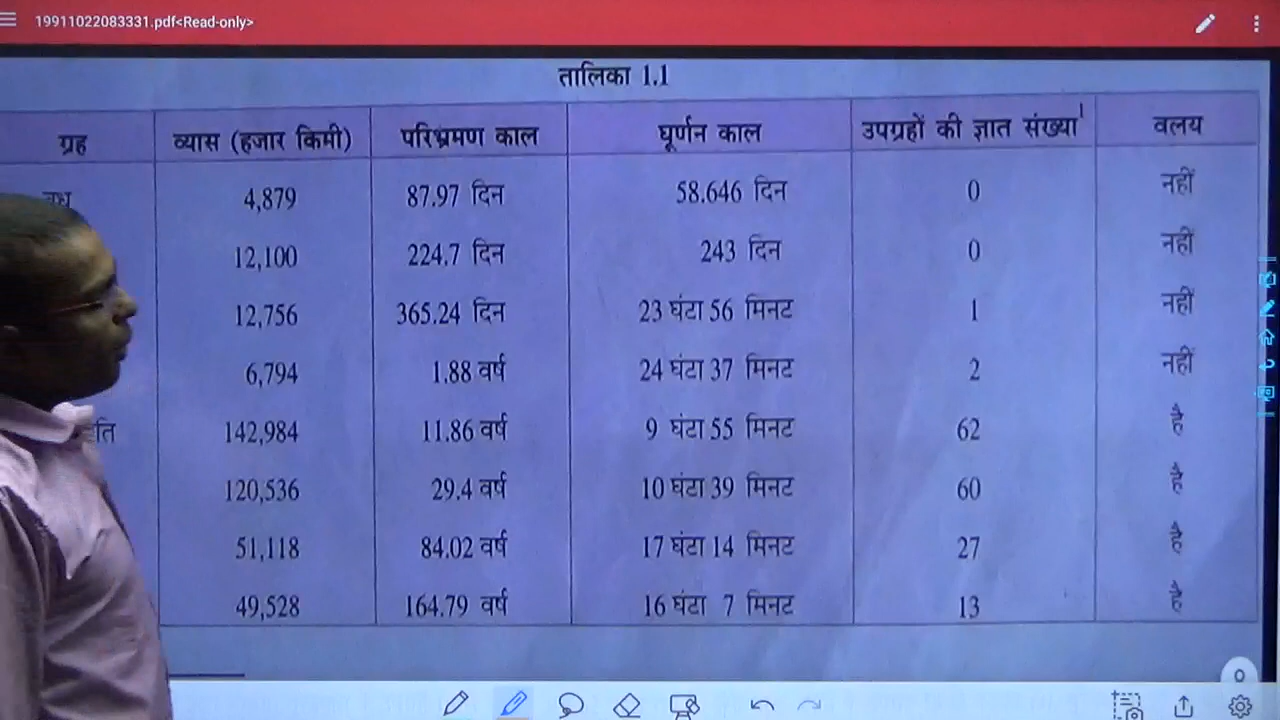 19911022083331.pdf<Read-only>
तालिका 1.1
ग्रह व्यास (हजार किमी) परिभ्रमण काल घूर्णन काल उपग्रहों की ज्ञात संख्या¹ वलय
बुध 4,879 87.97 दिन 58.646 दिन 0 नहीं
12,100 224.7 दिन 243 दिन 0 नहीं
12,756 365.24 दिन 23 घंटा 56 मिनट 1 नहीं
6,794 1.88 वर्ष 24 घंटा 37 मिनट 2 नहीं
142,984 11.86 वर्ष 9 घंटा 55 मिनट 62 है
120,536 29.4 वर्ष 10 घंटा 39 मिनट 60 है
51,118 84.02 वर्ष 17 घंटा 14 मिनट 27 है
49,528 164.79 वर्ष 16 घंटा 7 मिनट 13 है